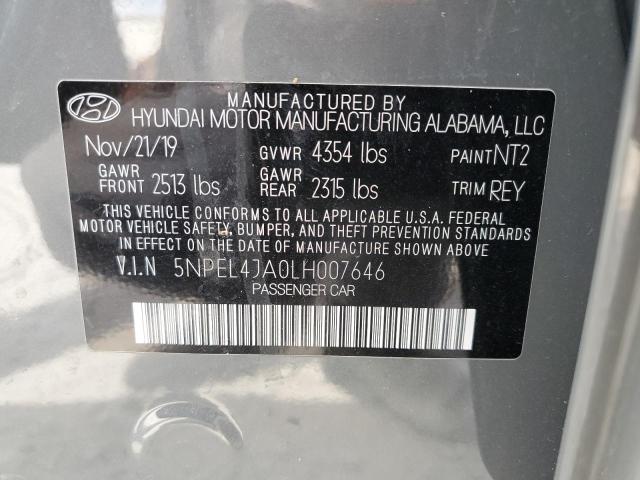 MANUFACTURED BY
HYUNDAI MOTOR MANUFACTURING ALABAMA, LLC
Nov/21/19 GVWR 4354 lbs PAINT NT2
GAWR FRONT 2513 lbs GAWR REAR 2315 lbs TRIM REY
THIS VEHICLE CONFORMS TO ALL APPLICABLE U.S.A. FEDERAL
MOTOR VEHICLE SAFETY, BUMPER, AND THEFT PREVENTION STANDARDS
IN EFFECT ON THE DATE OF MANUFACTURE SHOWN ABOVE
V.I.N 5NPEL4JA0LH007646
PASSENGER CAR